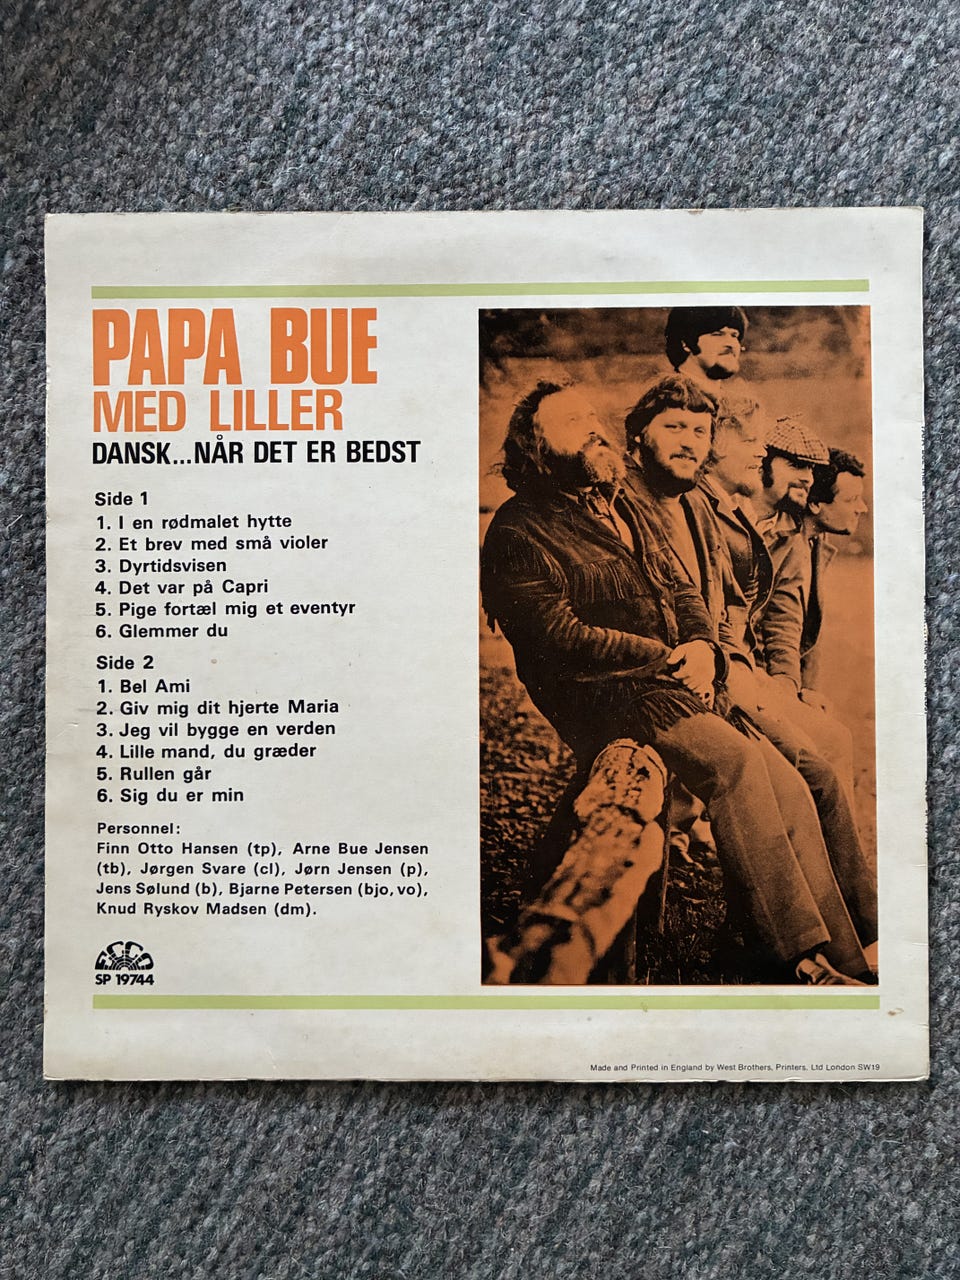 PAPA BUE
MED LILLER
DANSK...NÅR DET ER BEDST
Side 1
1. I en rødmalet hytte
2. Et brev med små violer
3. Dyrtidsvisen
4. Det var på Capri
5. Pige fortæl mig et eventyr
6. Glemmer du
Side 2
1. Bel Ami
2. Giv mig dit hjerte Maria
3. Jeg vil bygge en verden
4. Lille mand, du græder
5. Rullen går
6. Sig du er min
Personnel:
Finn Otto Hansen (tp), Arne Bue Jensen
(tb), Jørgen Svare (cl), Jørn Jensen (p),
Jens Sølund (b), Bjarne Petersen (bjo,vo),
Knud Ryskov Madsen (dm).
SP 19744
Made and Printed in England by West Brothers, Printers, Ltd London SW19